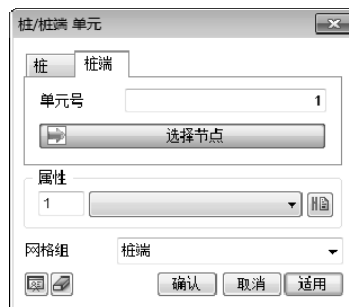 桩/桩端 单元
桩 桩端
单元号 1
选择节点
属性
1
网格组 桩端
确认 取消 适用